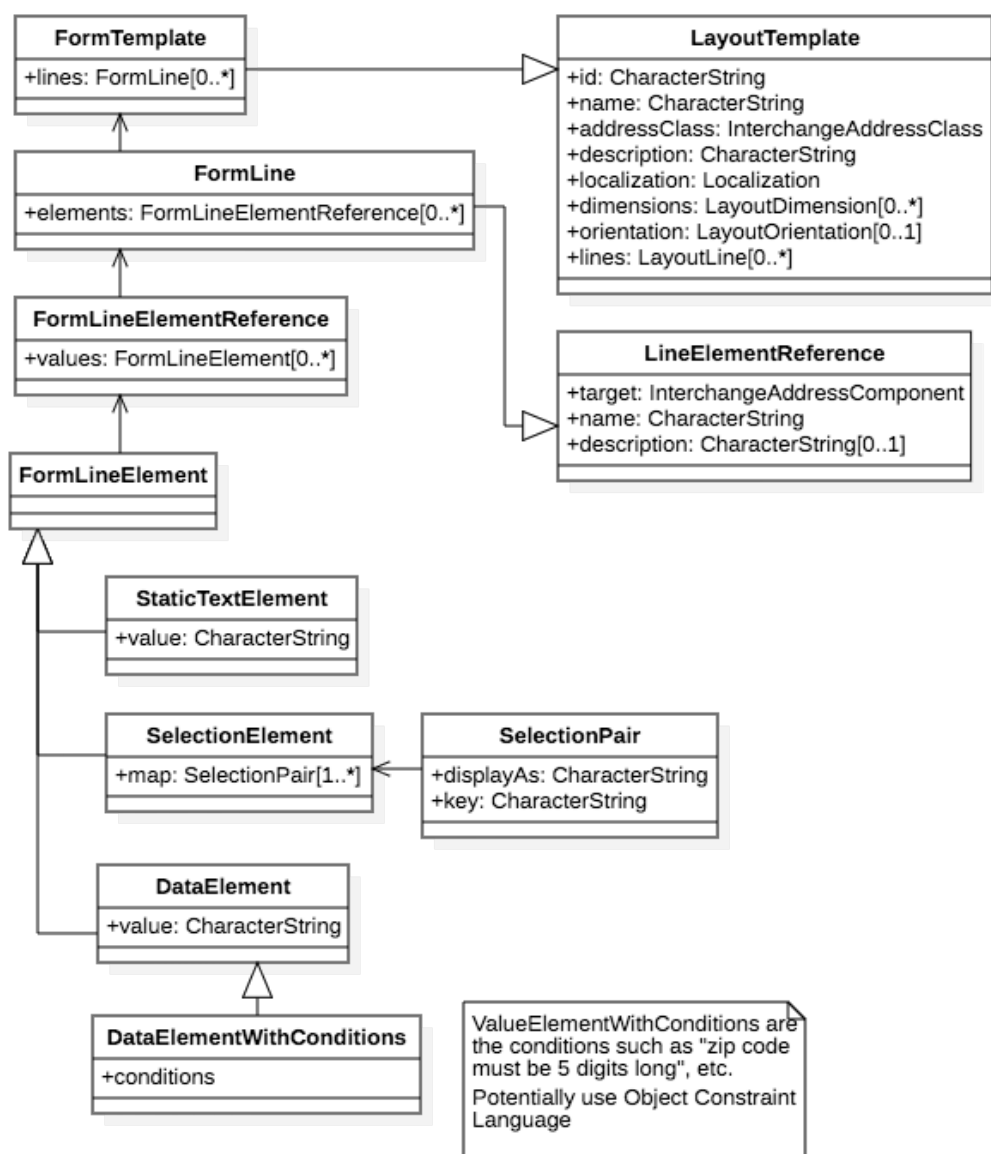 FormTemplate
+lines: FormLine[0..*]
LayoutTemplate
+id: CharacterString
+name: CharacterString
+addressClass: InterchangeAddressClass
+description: CharacterString
+localization: Localization
+dimensions: LayoutDimension[0..*]
+orientation: LayoutOrientation[0..1]
+lines: LayoutLine[0..*]
FormLine
+elements: FormLineElementReference[0..*]
FormLineElementReference
+values: FormLineElement[0..*]
LineElementReference
+target: InterchangeAddressComponent
+name: CharacterString
+description: CharacterString[0..1]
FormLineElement
StaticTextElement
+value: CharacterString
SelectionElement
+map: SelectionPair[1..*]
SelectionPair
+displayAs: CharacterString
+key: CharacterString
DataElement
+value: CharacterString
DataElementWithConditions
+conditions
ValueElementWithConditions are
the conditions such as "zip code
must be 5 digits long", etc.
Potentially use Object Constraint
Language